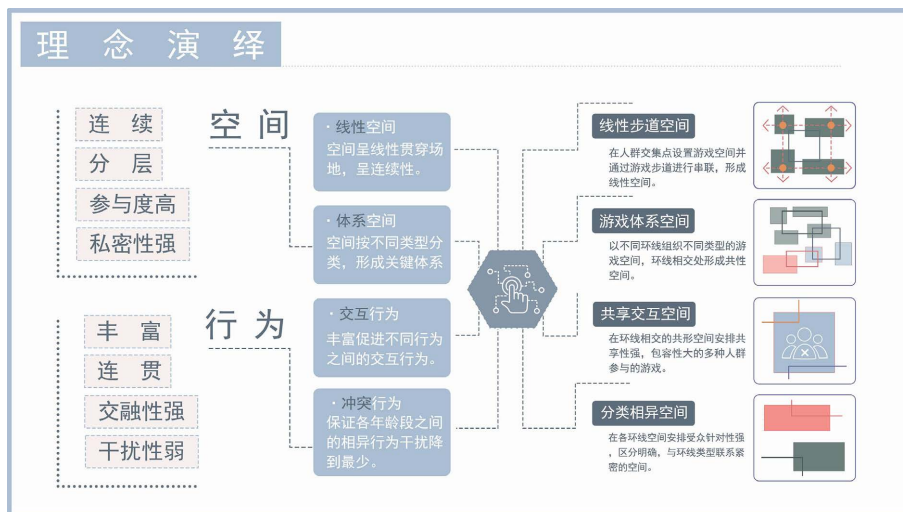 理念演绎
连续
分层
参与度高
私密性强
空间
·线性空间
空间呈线性贯穿场
地，呈连续性。
·体系空间
空间按不同类型分
类，形成关键体系
丰富
连贯
交融性强
干扰性弱
行为
·交互行为
丰富促进不同行为
之间的交互行为。
·冲突行为
保证各年龄段之间
的相异行为干扰降
到最少。
线性步道空间
在人群交集点设置游戏空间并
通过游戏步道进行串联，形成
线性空间。
游戏体系空间
以不同环线组织不同类型的游
戏空间，环线相交处形成共性
空间。
共享交互空间
在环线相交的共形空间安排共
享性强，包容性大的多种人群
参与的游戏。
分类相异空间
在各环线空间安排受众针对性强
，区分明确，与环线类型联系紧
密的空间。